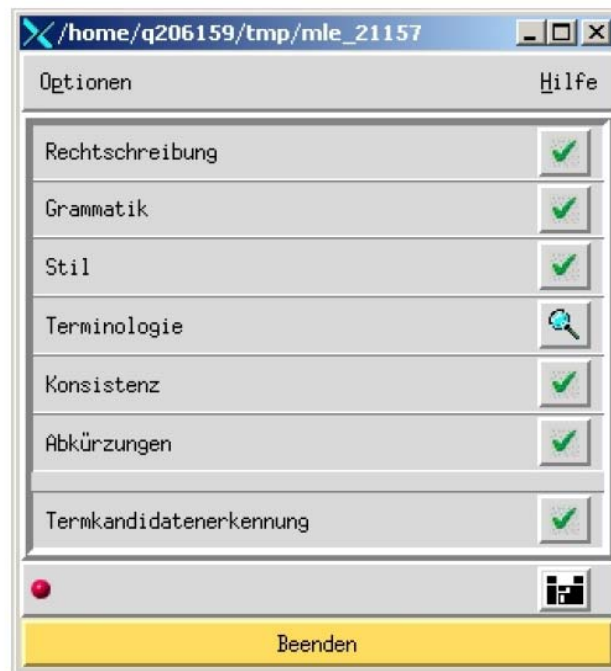 /home/q206159/tmp/mle_21157
Optionen Hilfe
Rechtschreibung
Grammatik
Stil
Terminologie
Konsistenz
Abkürzungen
Termkandidatenerkennung
Beenden